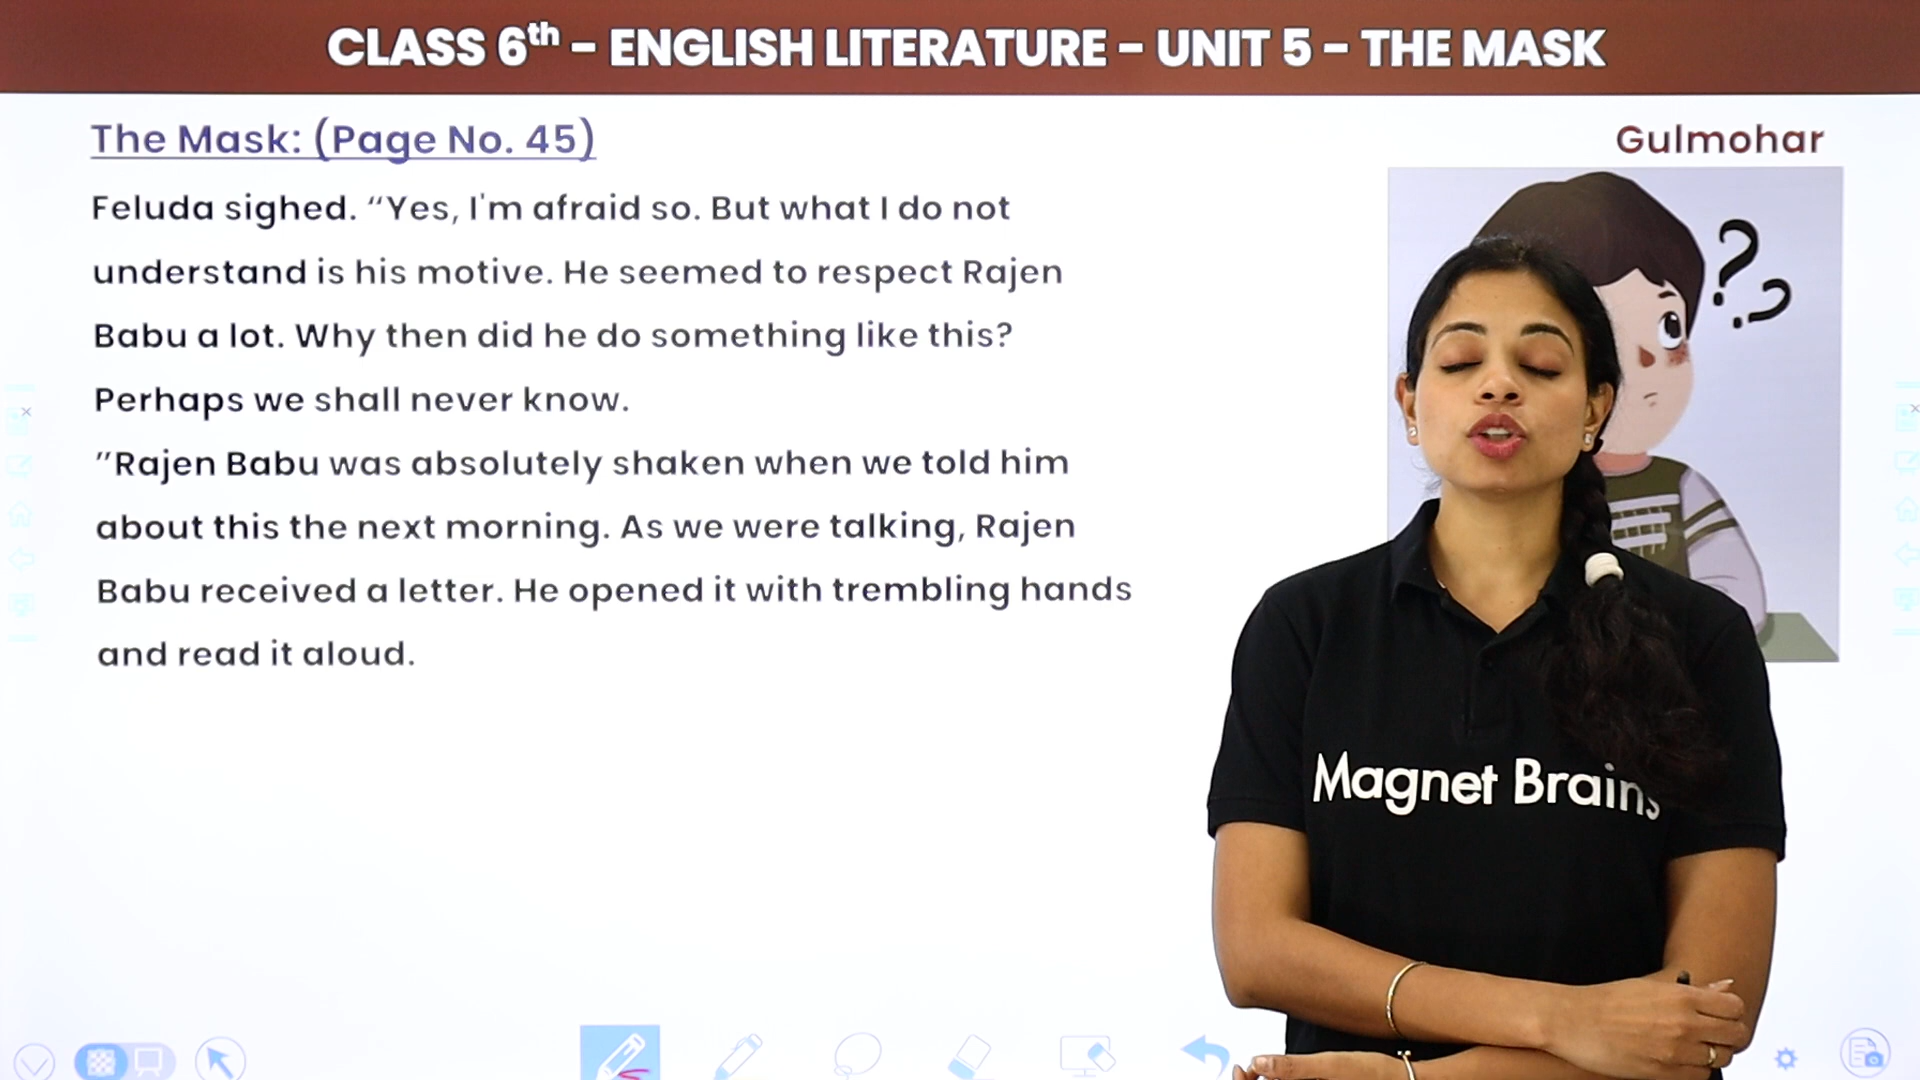 CLASS 6th – ENGLISH LITERATURE – UNIT 5 – THE MASK
The Mask: (Page No. 45)
Gulmohar
Feluda sighed. “Yes, I'm afraid so. But what I do not
understand is his motive. He seemed to respect Rajen
Babu a lot. Why then did he do something like this?
Perhaps we shall never know.
”Rajen Babu was absolutely shaken when we told him
about this the next morning. As we were talking, Rajen
Babu received a letter. He opened it with trembling hands
and read it aloud.
??
Magnet Brains